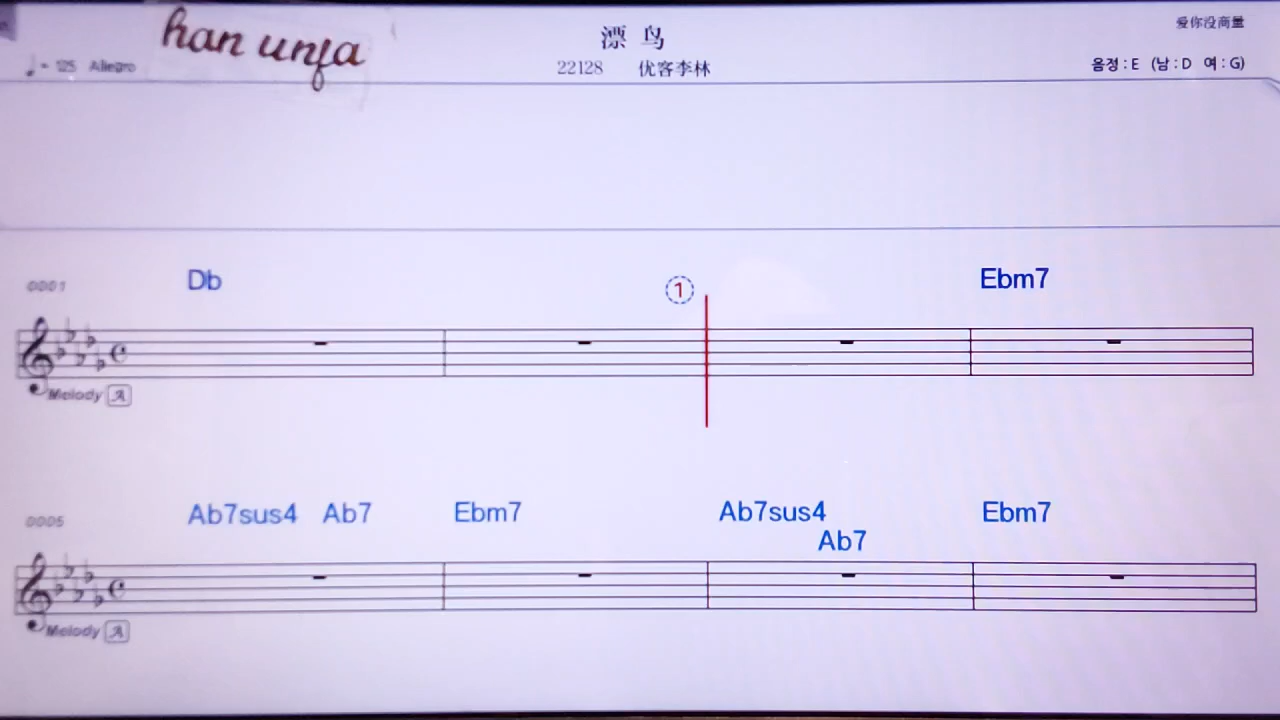 han unfa
漂 鸟
爱你没商量
♩= 125 Allegro
22128 优客李林
음정 : E (남 : D 여 : G)
0001
Db
①
Ebm7
Melody A
0005
Ab7sus4 Ab7 Ebm7 Ab7sus4 Ebm7
Ab7
Melody A